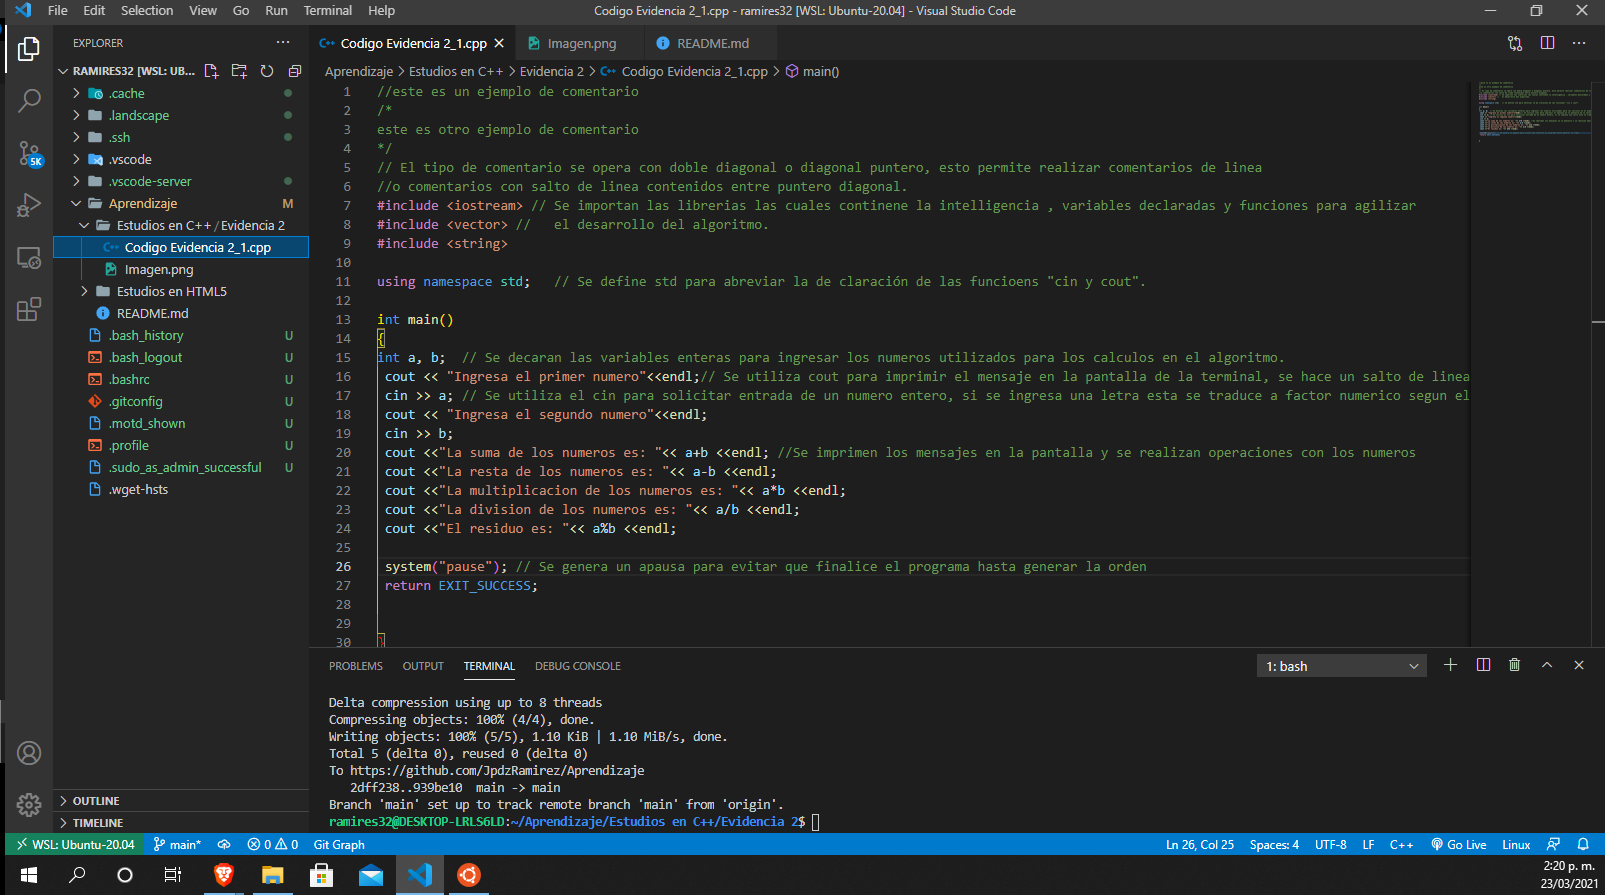 File Edit Selection View Go Run Terminal Help
Codigo Evidencia 2_1.cpp - ramires32 [WSL: Ubuntu-20.04] - Visual Studio Code
EXPLORER
RAMIRES32 [WSL: UB...
.cache
.landscape
.ssh
.vscode
.vscode-server
Aprendizaje M
Estudios en C++ / Evidencia 2
Codigo Evidencia 2_1.cpp
Imagen.png
Estudios en HTML5
README.md
.bash_history U
.bash_logout U
.bashrc U
.gitconfig U
.motd_shown U
.profile U
.sudo_as_admin_successful U
.wget-hsts
OUTLINE
TIMELINE
5K
Codigo Evidencia 2_1.cpp Imagen.png README.md
Aprendizaje > Estudios en C++ > Evidencia 2 > Codigo Evidencia 2_1.cpp > main()
1 //este es un ejemplo de comentario
2 /*
3 este es otro ejemplo de comentario
4 */
5 // El tipo de comentario se opera con doble diagonal o diagonal puntero, esto permite realizar comentarios de linea
6 //o comentarios con salto de linea contenidos entre puntero diagonal.
7 #include <iostream> // Se importan las librerias las cuales continene la intelligencia , variables declaradas y funciones para agilizar
8 #include <vector> //   el desarrollo del algoritmo.
9 #include <string>
10
11 using namespace std;   // Se define std para abreviar la de claración de las funcioens "cin y cout".
12
13 int main()
14 {
15 int a, b;  // Se decaran las variables enteras para ingresar los numeros utilizados para los calculos en el algoritmo.
16 cout << "Ingresa el primer numero"<<endl;// Se utiliza cout para imprimir el mensaje en la pantalla de la terminal, se hace un salto de linea
17 cin >> a; // Se utiliza el cin para solicitar entrada de un numero entero, si se ingresa una letra esta se traduce a factor numerico segun el
18 cout << "Ingresa el segundo numero"<<endl;
19 cin >> b;
20 cout <<"La suma de los numeros es: "<< a+b <<endl; //Se imprimen los mensajes en la pantalla y se realizan operaciones con los numeros
21 cout <<"La resta de los numeros es: "<< a-b <<endl;
22 cout <<"La multiplicacion de los numeros es: "<< a*b <<endl;
23 cout <<"La division de los numeros es: "<< a/b <<endl;
24 cout <<"El residuo es: "<< a%b <<endl;
25
26 system("pause"); // Se genera un apausa para evitar que finalice el programa hasta generar la orden
27 return EXIT_SUCCESS;
28
29
30 }
PROBLEMS OUTPUT TERMINAL DEBUG CONSOLE
1: bash
Delta compression using up to 8 threads
Compressing objects: 100% (4/4), done.
Writing objects: 100% (5/5), 1.10 KiB | 1.10 MiB/s, done.
Total 5 (delta 0), reused 0 (delta 0)
To https://github.com/JpdzRamirez/Aprendizaje
2dff238..939be10  main -> main
Branch 'main' set up to track remote branch 'main' from 'origin'.
ramires32@DESKTOP-LRLS6LD:~/Aprendizaje/Estudios en C++/Evidencia 2$
WSL: Ubuntu-20.04 main* 0 0 Git Graph Ln 26, Col 25 Spaces: 4 UTF-8 LF C++ Go Live Linux
2:20 p. m.
23/03/2021